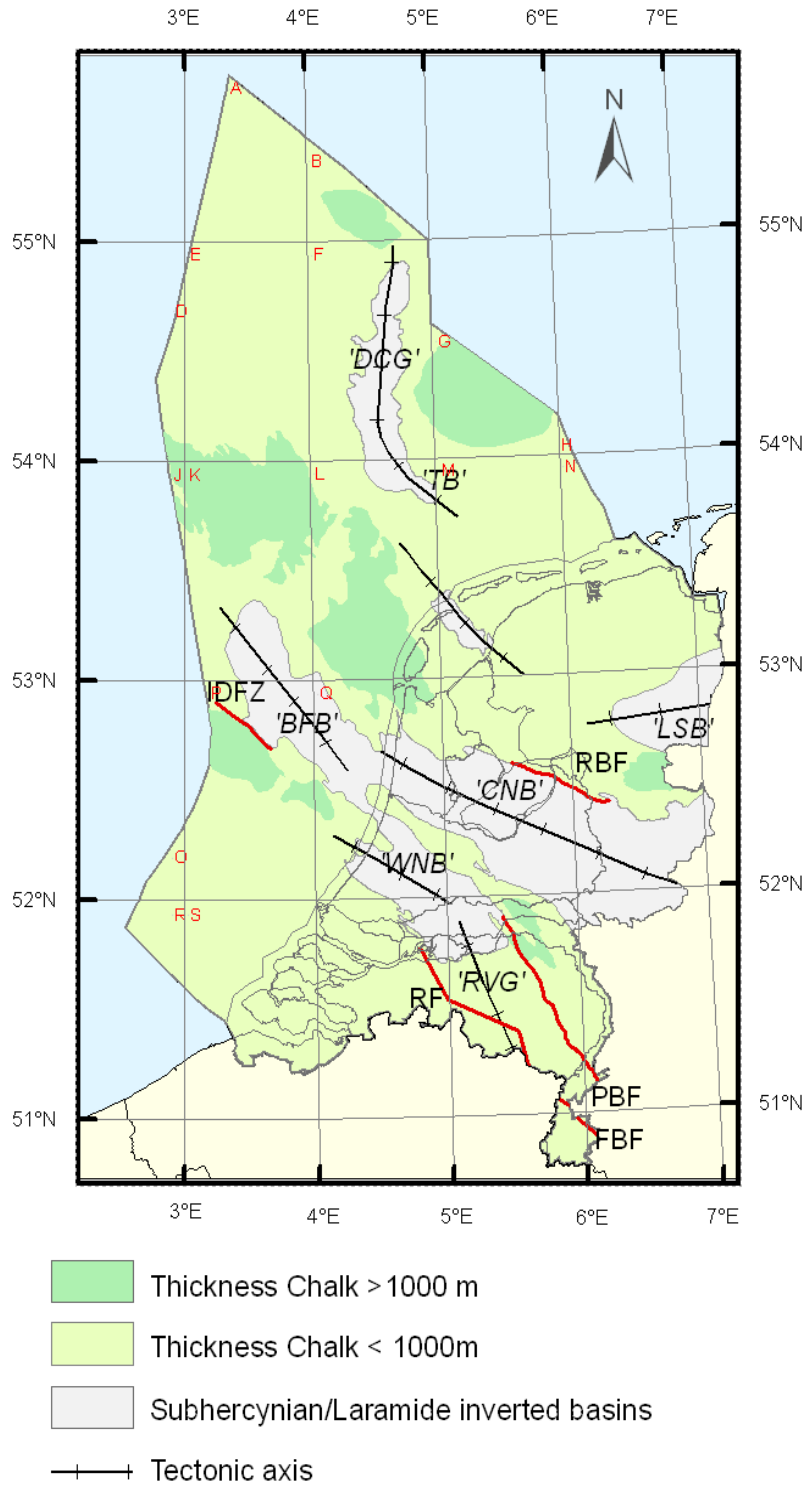 3°E 4°E 5°E 6°E 7°E
A
N
B
55°N
55°N
E
F
D
G
'DCG'
54°N
54°N
H
J K
L
M
N
'TB'
53°N
53°N
P
IDFZ
Q
'BFB'
'LSB'
RBF
'CNB'
O
'WNB'
52°N
52°N
R S
'RVG'
RF
PBF
51°N
51°N
FBF
3°E 4°E 5°E 6°E 7°E
Thickness Chalk >1000 m
Thickness Chalk < 1000m
Subhercynian/Laramide inverted basins
Tectonic axis